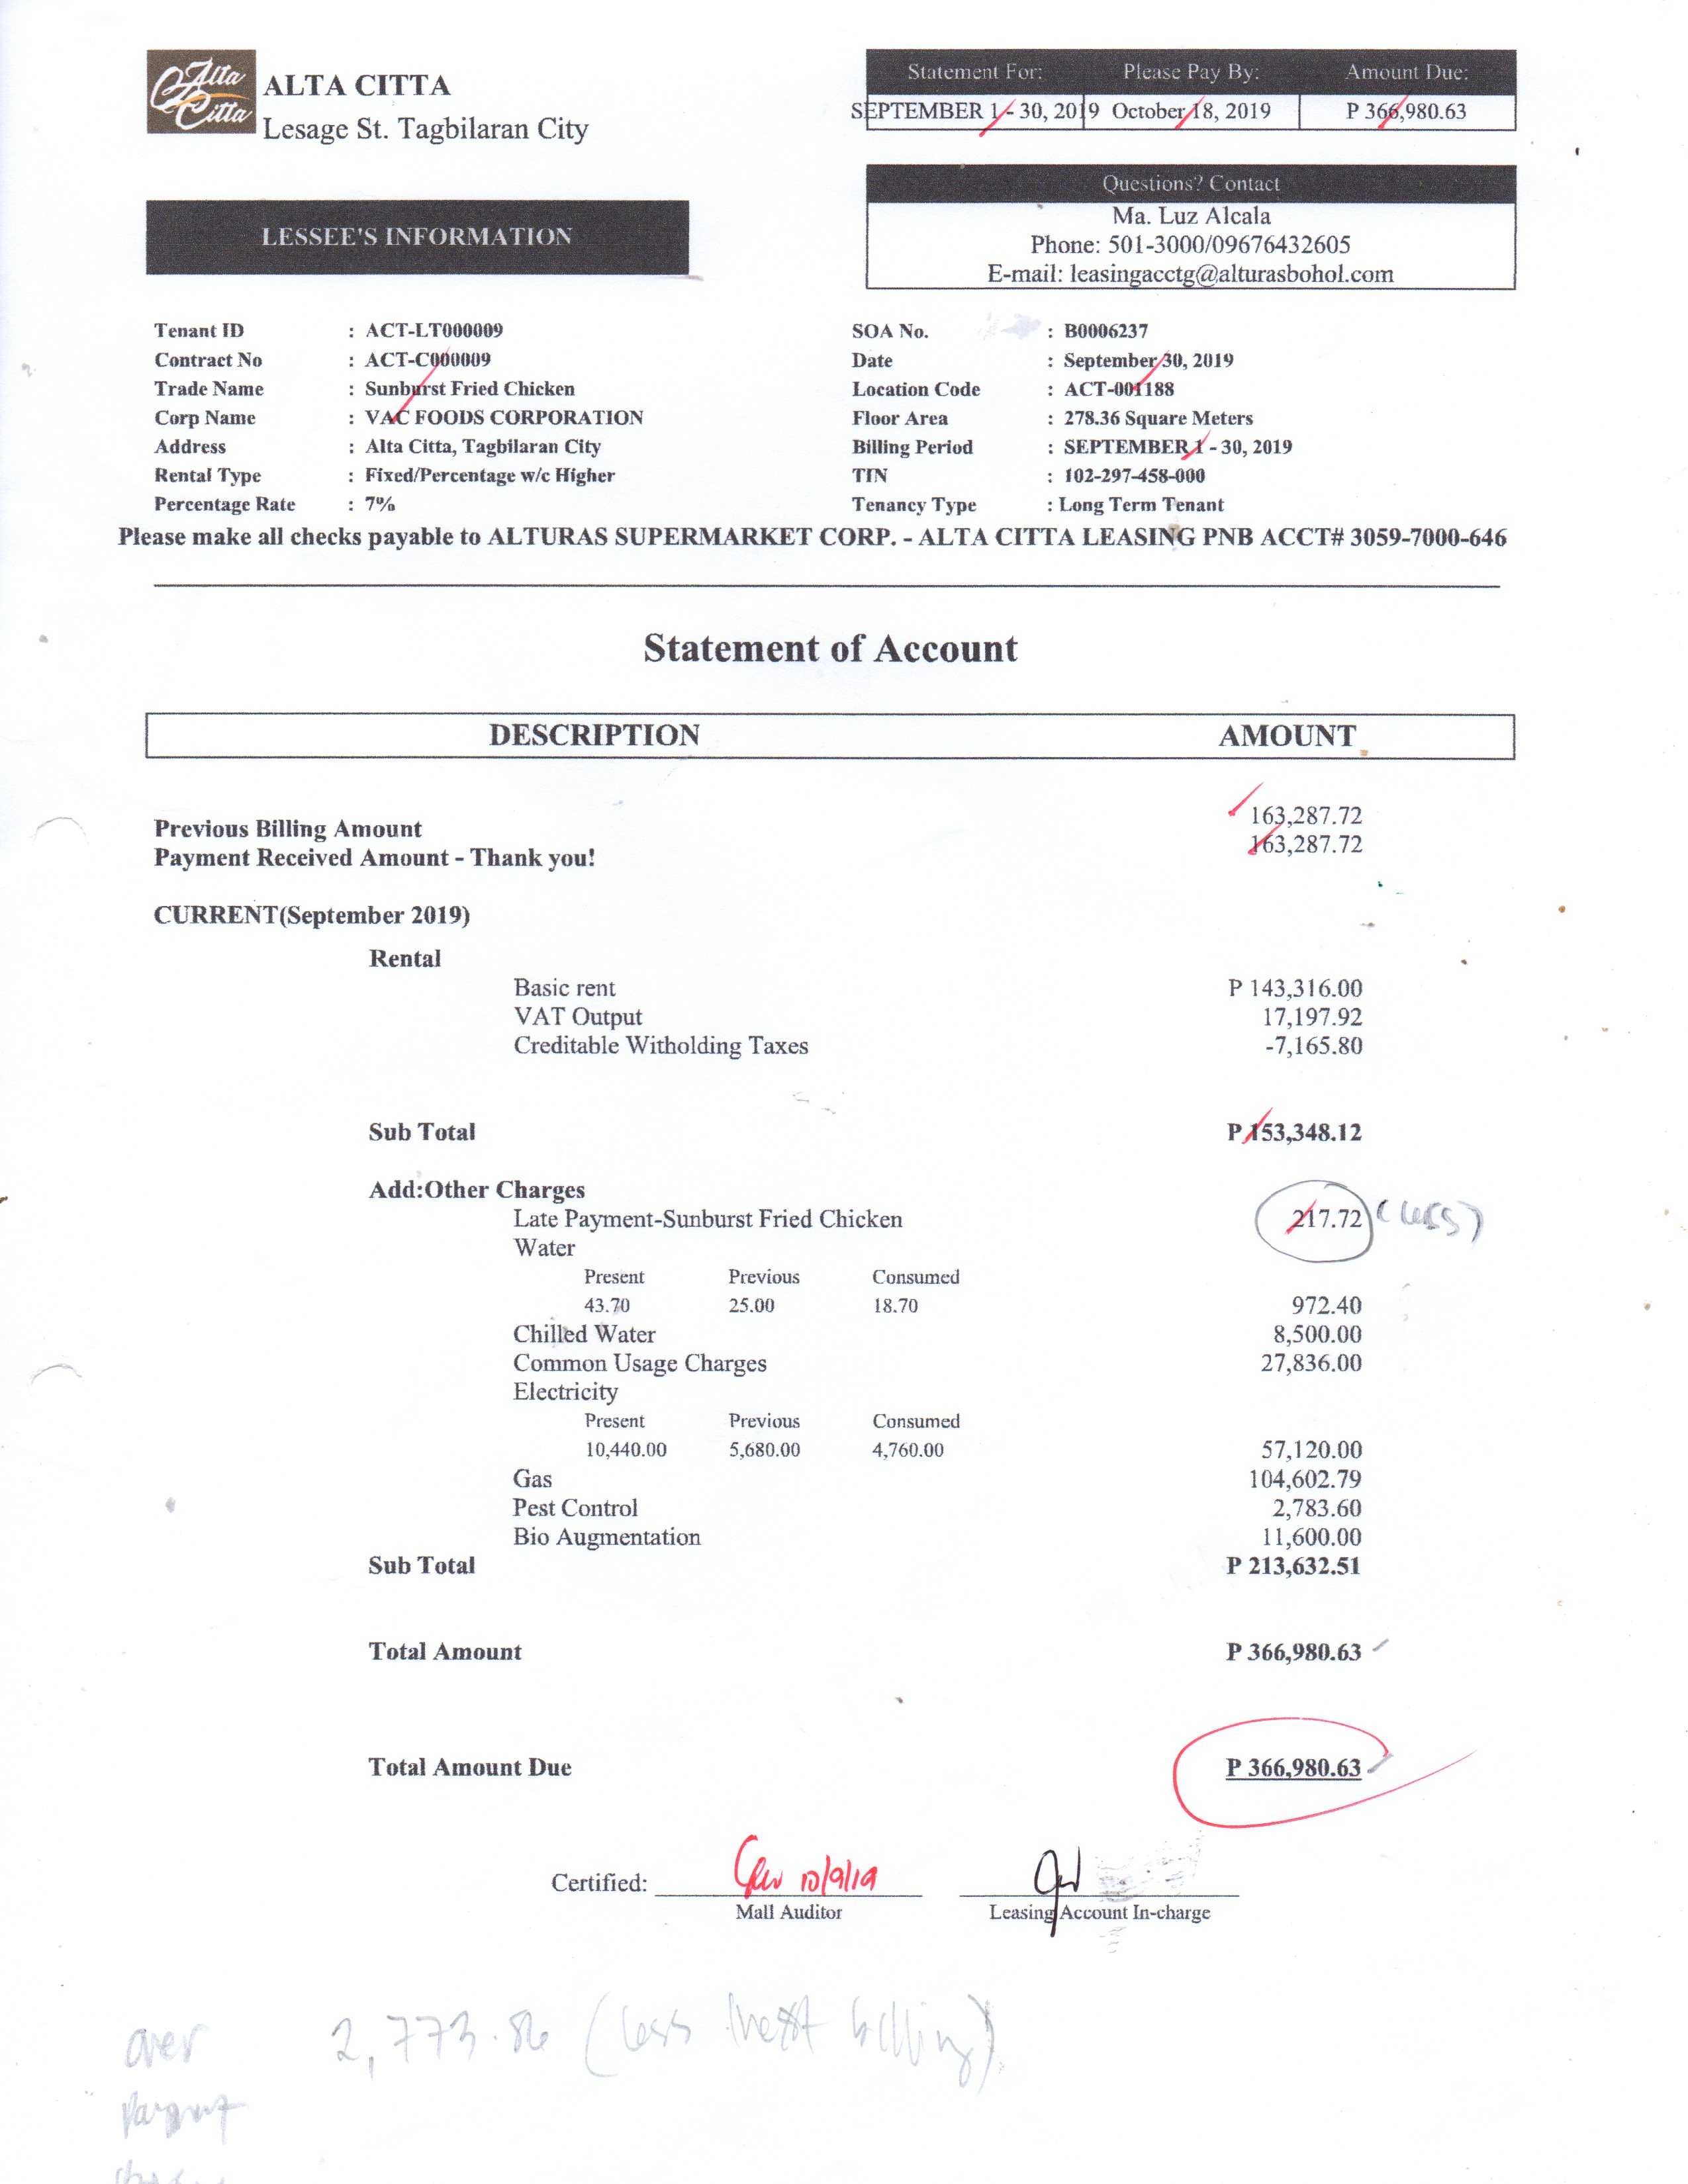 Alta Citta
ALTA CITTA
Lesage St. Tagbilaran City
Statement For: Please Pay By: Amount Due:
SEPTEMBER 1 - 30, 2019 October 18, 2019 P 366,980.63
Questions? Contact
Ma. Luz Alcala
Phone: 501-3000/09676432605
E-mail: leasingacctg@alturasbohol.com
LESSEE'S INFORMATION
Tenant ID : ACT-LT000009
Contract No : ACT-C000009
Trade Name : Sunburst Fried Chicken
Corp Name : VAC FOODS CORPORATION
Address : Alta Citta, Tagbilaran City
Rental Type : Fixed/Percentage w/c Higher
Percentage Rate : 7%
SOA No. : B0006237
Date : September 30, 2019
Location Code : ACT-001188
Floor Area : 278.36 Square Meters
Billing Period : SEPTEMBER 1 - 30, 2019
TIN : 102-297-458-000
Tenancy Type : Long Term Tenant
Please make all checks payable to ALTURAS SUPERMARKET CORP. - ALTA CITTA LEASING PNB ACCT# 3059-7000-646
Statement of Account
DESCRIPTION AMOUNT
Previous Billing Amount 163,287.72
Payment Received Amount - Thank you! 163,287.72
CURRENT(September 2019)
Rental
Basic rent P 143,316.00
VAT Output 17,197.92
Creditable Witholding Taxes -7,165.80
Sub Total P 153,348.12
Add:Other Charges
Late Payment-Sunburst Fried Chicken 217.72 (less)
Water
Present Previous Consumed
43.70 25.00 18.70 972.40
Chilled Water 8,500.00
Common Usage Charges 27,836.00
Electricity
Present Previous Consumed
10,440.00 5,680.00 4,760.00 57,120.00
Gas 104,602.79
Pest Control 2,783.60
Bio Augmentation 11,600.00
Sub Total P 213,632.51
Total Amount P 366,980.63
Total Amount Due P 366,980.63
Certified: 10/9/19
Mall Auditor Leasing Account In-charge
over 2,773.86 (less next billing)